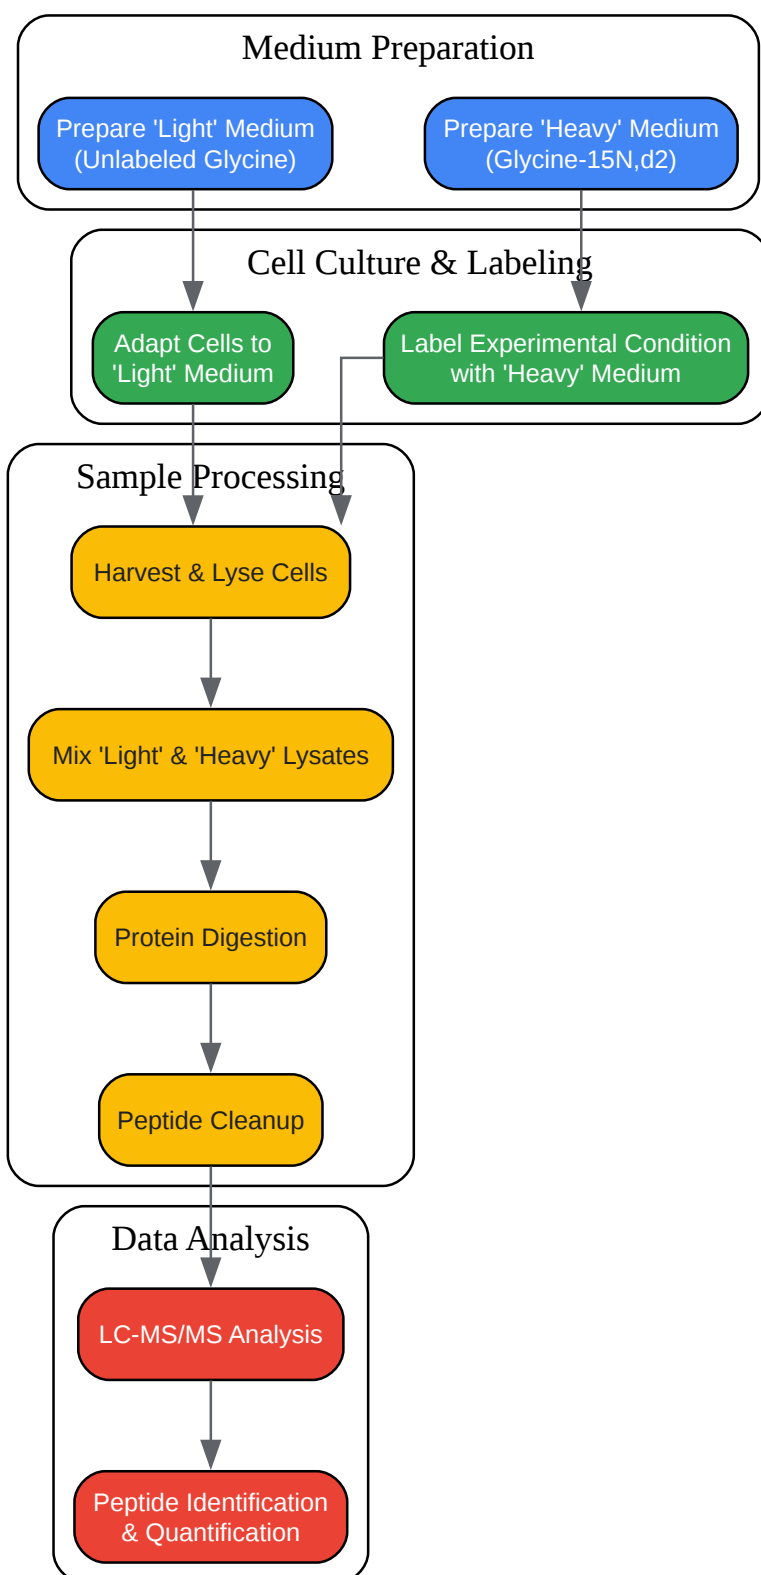 Medium Preparation
Prepare 'Light' Medium
(Unlabeled Glycine)
Prepare 'Heavy' Medium
(Glycine-15N,d2)
Cell Culture & Labeling
Adapt Cells to
'Light' Medium
Label Experimental Condition
with 'Heavy' Medium
Sample Processing
Harvest & Lyse Cells
Mix 'Light' & 'Heavy' Lysates
Protein Digestion
Peptide Cleanup
Data Analysis
LC-MS/MS Analysis
Peptide Identification
& Quantification